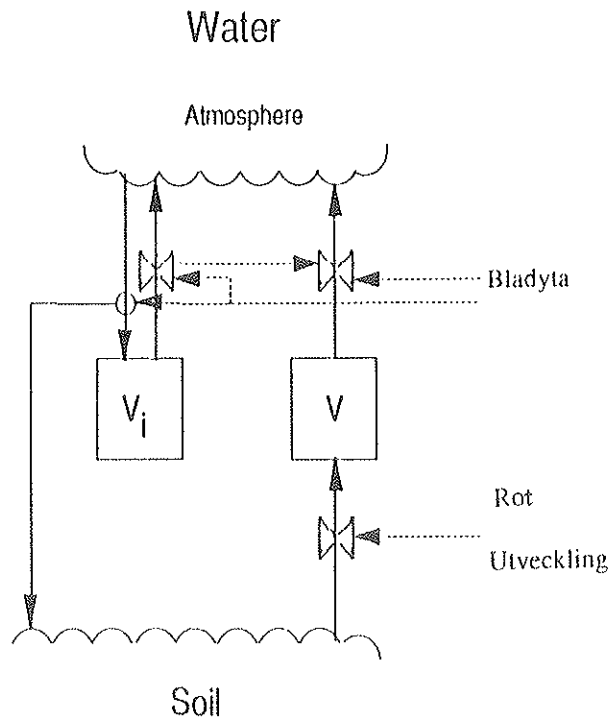 Water
Atmosphere
Bladyta
V
i
V
Rot
Utveckling
Soil